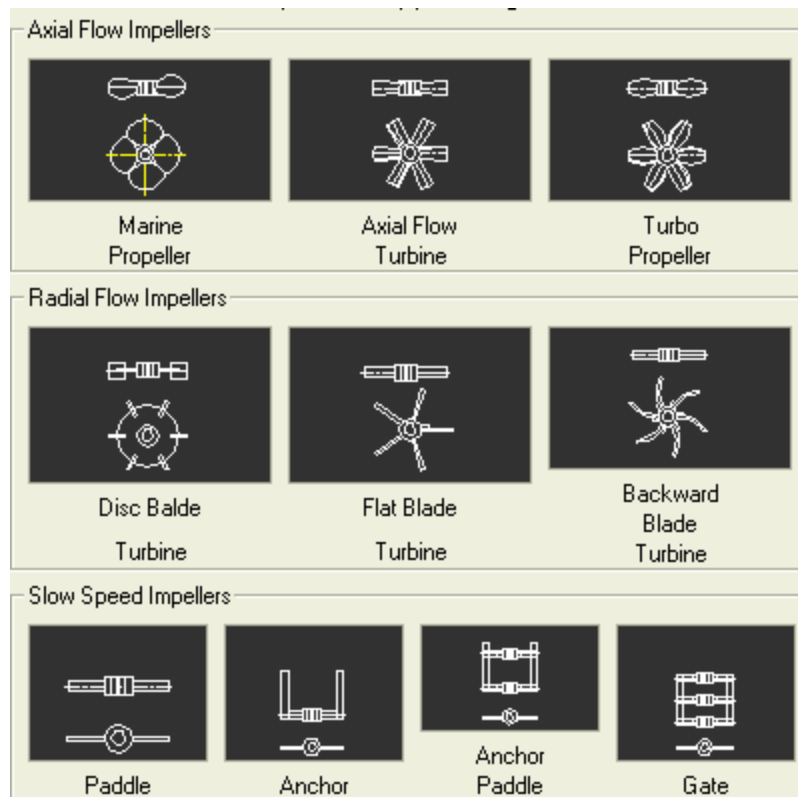 Axial Flow Impellers
Marine
Propeller
Axial Flow
Turbine
Turbo
Propeller
Radial Flow Impellers
Disc Balde
Turbine
Flat Blade
Turbine
Backward
Blade
Turbine
Slow Speed Impellers
Paddle
Anchor
Anchor
Paddle
Gate